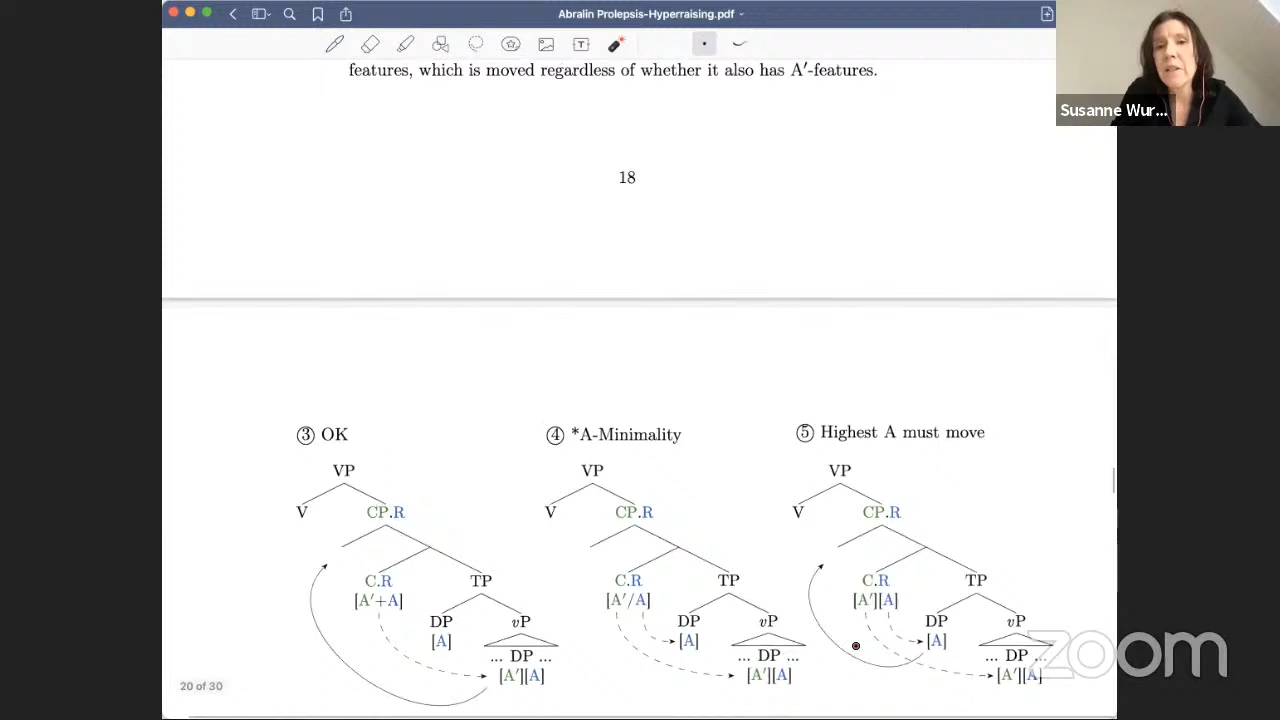 Abralin Prolepsis-Hyperraising.pdf
features, which is moved regardless of whether it also has A′-features.
Susanne Wur...
18
③ OK
④ *A-Minimality
⑤ Highest A must move
VP VP VP
V CP.R V CP.R V CP.R
C.R TP C.R TP C.R TP
[A′+A] [A′/A] [A′][A]
DP vP DP vP DP vP
[A] [A] [A]
... DP ... ... DP ... ... DP ...
[A′][A] [A′][A] [A′][A]
20 of 30
zoom